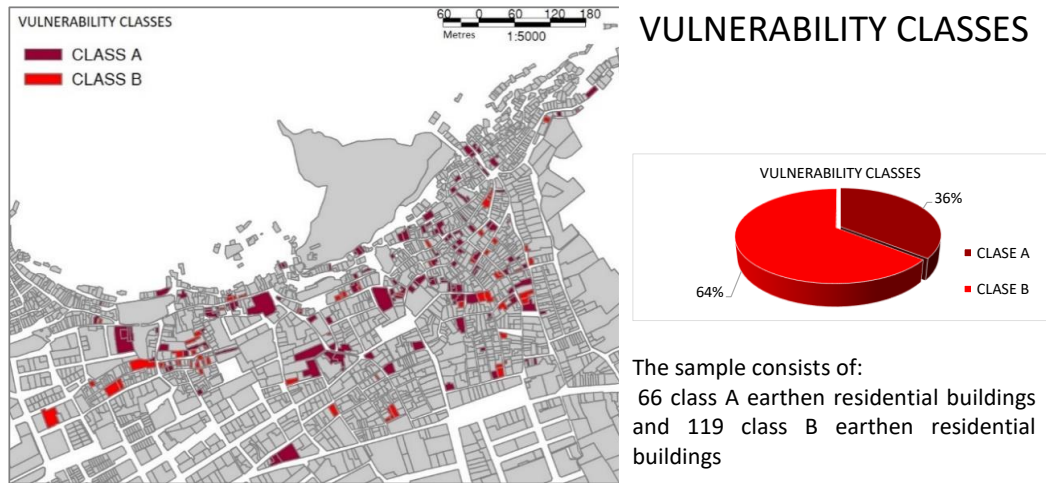 VULNERABILITY CLASSES
CLASS A
CLASS B
60 0 60 120 180
Metres 1:5000
VULNERABILITY CLASSES
VULNERABILITY CLASSES
36%
64%
CLASE A
CLASE B
The sample consists of:
66 class A earthen residential buildings
and 119 class B earthen residential
buildings